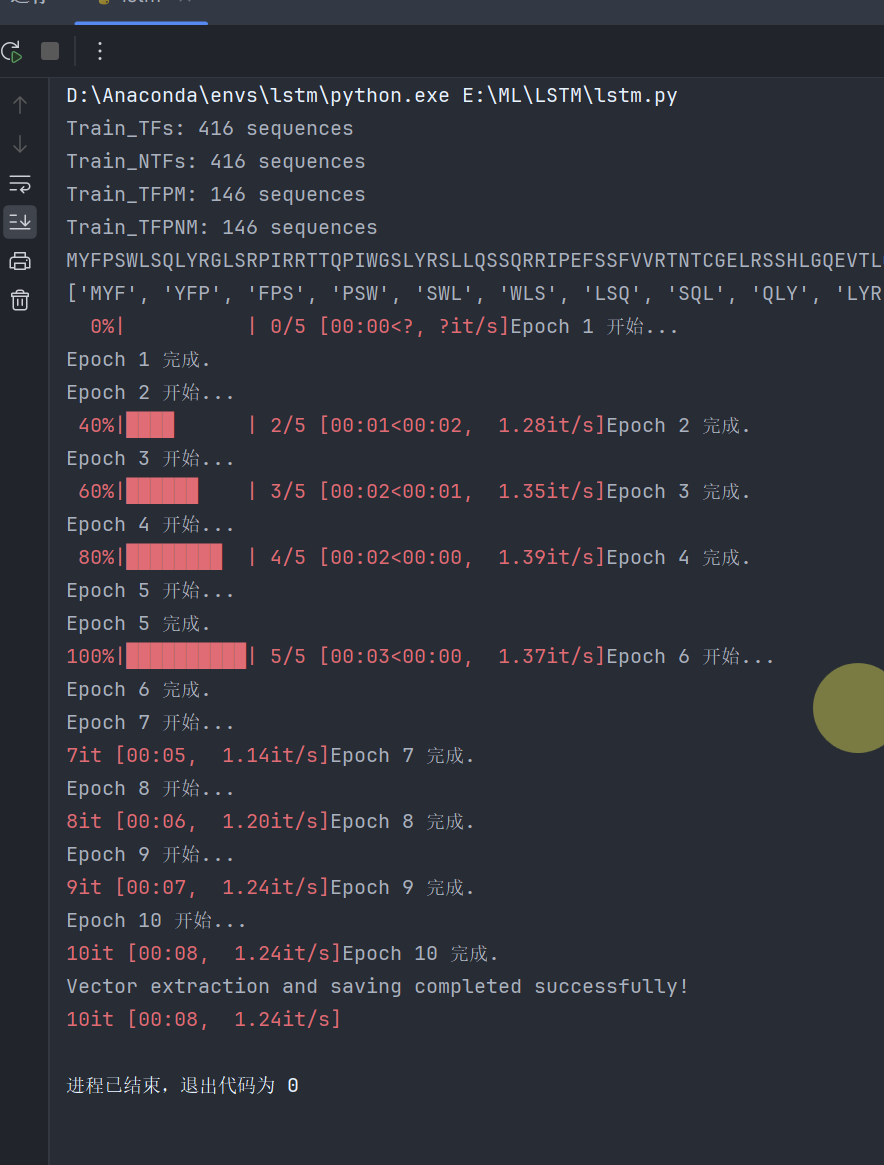 lstm
D:\Anaconda\envs\lstm\python.exe E:\ML\LSTM\lstm.py
Train_TFs: 416 sequences
Train_NTFs: 416 sequences
Train_TFPM: 146 sequences
Train_TFPNM: 146 sequences
MYFPSWLSQLYRGLSRPIRRTTQPIWGSLYRSLLQSSQRRIPEFSSFVVRTNTCGELRSSHLGQEVTL
['MYF', 'YFP', 'FPS', 'PSW', 'SWL', 'WLS', 'LSQ', 'SQL', 'QLY', 'LYR
0%| | 0/5 [00:00<?, ?it/s]Epoch 1 开始...
Epoch 1 完成.
Epoch 2 开始...
40%|████ | 2/5 [00:01<00:02, 1.28it/s]Epoch 2 完成.
Epoch 3 开始...
60%|██████ | 3/5 [00:02<00:01, 1.35it/s]Epoch 3 完成.
Epoch 4 开始...
80%|████████ | 4/5 [00:02<00:00, 1.39it/s]Epoch 4 完成.
Epoch 5 开始...
Epoch 5 完成.
100%|██████████| 5/5 [00:03<00:00, 1.37it/s]Epoch 6 开始...
Epoch 6 完成.
Epoch 7 开始...
7it [00:05, 1.14it/s]Epoch 7 完成.
Epoch 8 开始...
8it [00:06, 1.20it/s]Epoch 8 完成.
Epoch 9 开始...
9it [00:07, 1.24it/s]Epoch 9 完成.
Epoch 10 开始...
10it [00:08, 1.24it/s]Epoch 10 完成.
Vector extraction and saving completed successfully!
10it [00:08, 1.24it/s]
进程已结束，退出代码为 0